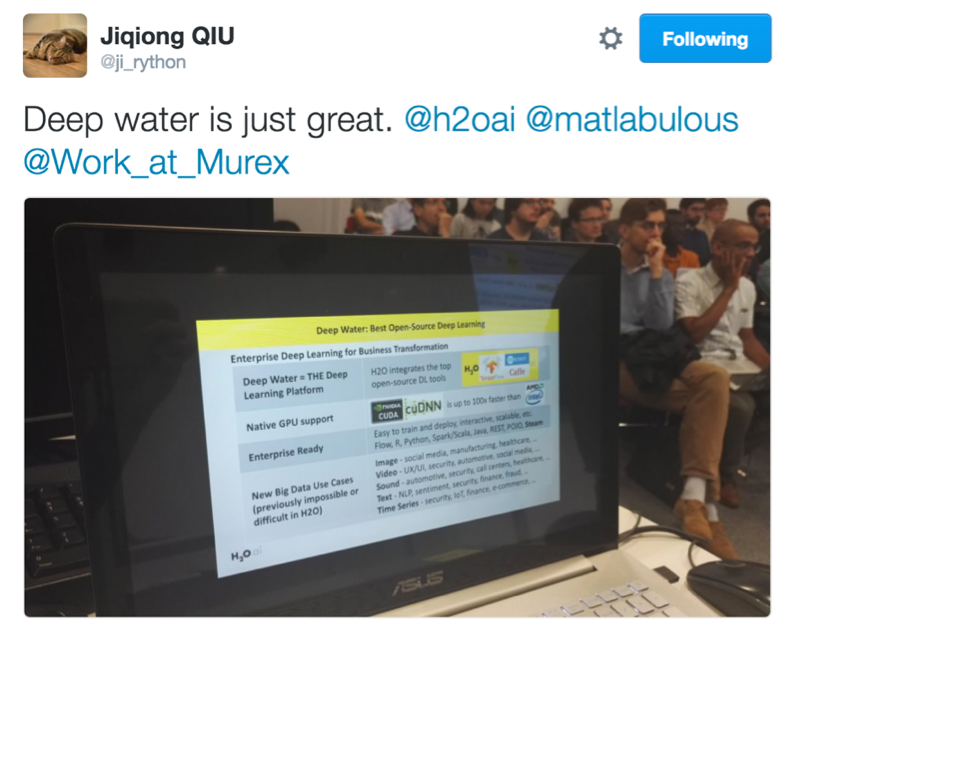 Jiqiong QIU
@ji_rython
Following
Deep water is just great. @h2oai @matlabulous
@Work_at_Murex
Deep Water: Best Open-Source Deep Learning
Enterprise Deep Learning for Business Transformation
Deep Water = THE Deep
Learning Platform
H2O integrates the top
open-source DL tools
H2O
Caffe
Native GPU support
NVIDIA
CUDA
cuDNN
is up to 100x faster than
AMD
intel
Enterprise Ready
Easy to train and deploy, interactive, scalable, etc.
Flow, R, Python, Spark/Scala, Java, REST, POJO, Steam
New Big Data Use Cases
(previously impossible or
difficult in H2O)
Image - social media, manufacturing, healthcare, ...
Video - UX/UI, security, automotive, social media, ...
Sound - automotive, security, call centers, healthcare, ...
Text - NLP, sentiment, security, finance, fraud, ...
Time Series - security, IoT, finance, e-commerce, ...
H2O.ai
ASUS